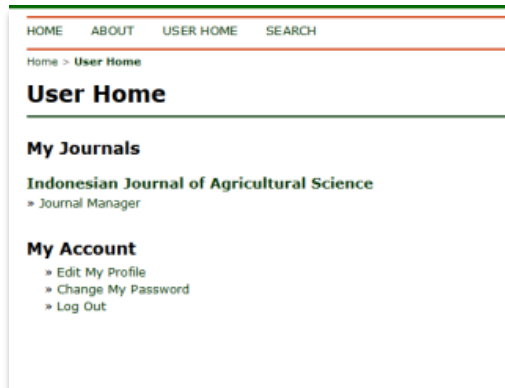 HOME ABOUT USER HOME SEARCH
Home > User Home
User Home
My Journals
Indonesian Journal of Agricultural Science
» Journal Manager
My Account
» Edit My Profile
» Change My Password
» Log Out